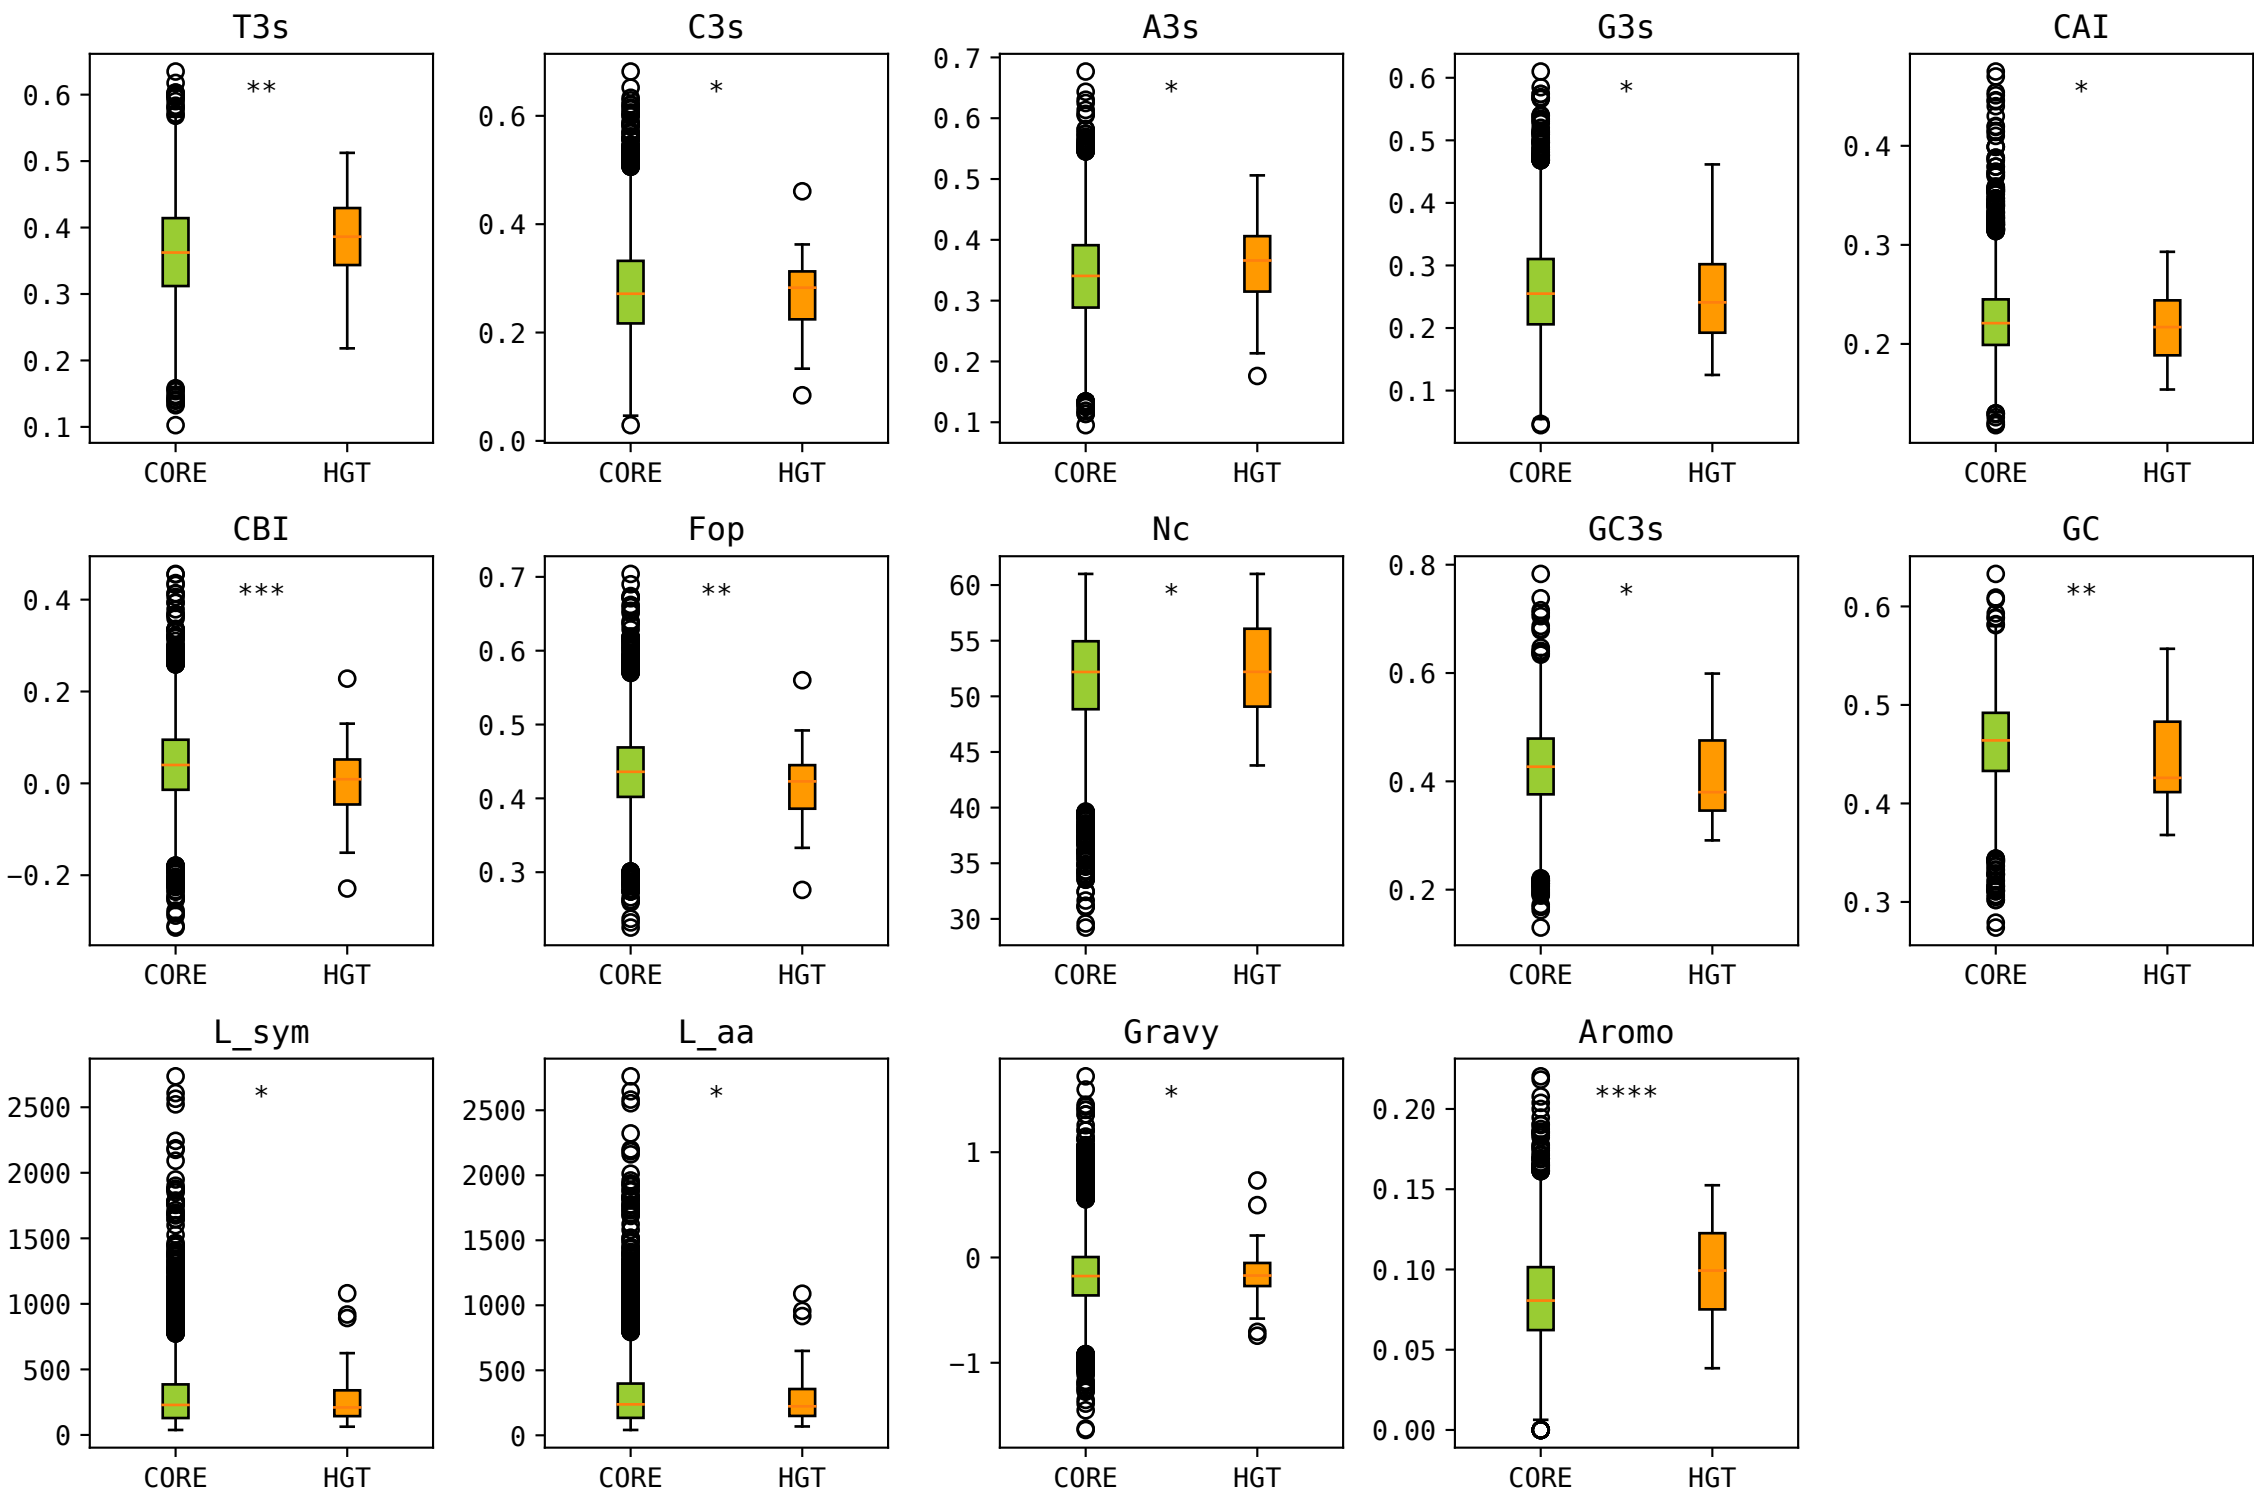 T3s C3s A3s G3s CAI
** * * * *
0.6 0.5 0.4 0.3 0.2 0.1
0.6 0.4 0.2 0.0
0.7 0.6 0.5 0.4 0.3 0.2 0.1
0.6 0.5 0.4 0.3 0.2 0.1
0.4 0.3 0.2
CORE HGT CORE HGT CORE HGT CORE HGT CORE HGT
CBI Fop Nc GC3s GC
*** ** * * **
0.4 0.2 0.0 −0.2
0.7 0.6 0.5 0.4 0.3
60 55 50 45 40 35 30
0.8 0.6 0.4 0.2
0.6 0.5 0.4 0.3
CORE HGT CORE HGT CORE HGT CORE HGT CORE HGT
L_sym L_aa Gravy Aromo
* * * ****
2500 2000 1500 1000 500 0
2500 2000 1500 1000 500 0
1 0 −1
0.20 0.15 0.10 0.05 0.00
CORE HGT CORE HGT CORE HGT CORE HGT